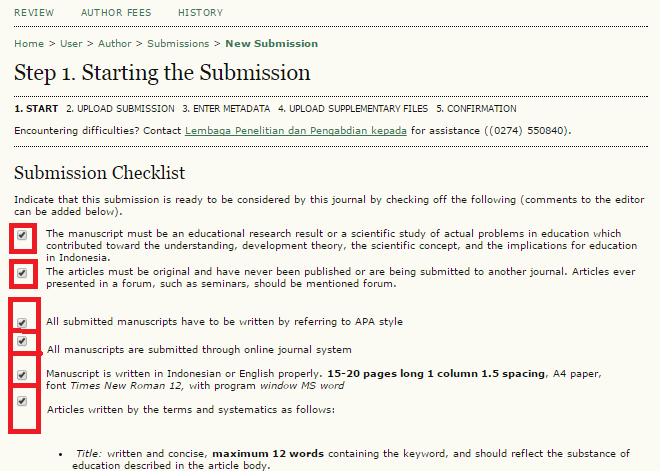 REVIEW AUTHOR FEES HISTORY
Home > User > Author > Submissions > New Submission
Step 1. Starting the Submission
1. START 2. UPLOAD SUBMISSION 3. ENTER METADATA 4. UPLOAD SUPPLEMENTARY FILES 5. CONFIRMATION
Encountering difficulties? Contact Lembaga Penelitian dan Pengabdian kepada for assistance ((0274) 550840).
Submission Checklist
Indicate that this submission is ready to be considered by this journal by checking off the following (comments to the editor
can be added below).
The manuscript must be an educational research result or a scientific study of actual problems in education which
contributed toward the understanding, development theory, the scientific concept, and the implications for education
in Indonesia.
The articles must be original and have never been published or are being submitted to another journal. Articles ever
presented in a forum, such as seminars, should be mentioned forum.
All submitted manuscripts have to be written by referring to APA style
All manuscripts are submitted through online journal system
Manuscript is written in Indonesian or English properly. 15-20 pages long 1 column 1.5 spacing, A4 paper,
font Times New Roman 12, with program window MS word
Articles written by the terms and systematics as follows:
• Title: written and concise, maximum 12 words containing the keyword, and should reflect the substance of
education described in the article body.